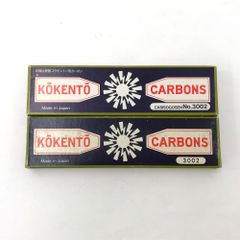 KŌKENTŌ
CARBONS
Made in Japan
No.3002
KŌKENTŌ
CARBONS
Made in Japan
3002